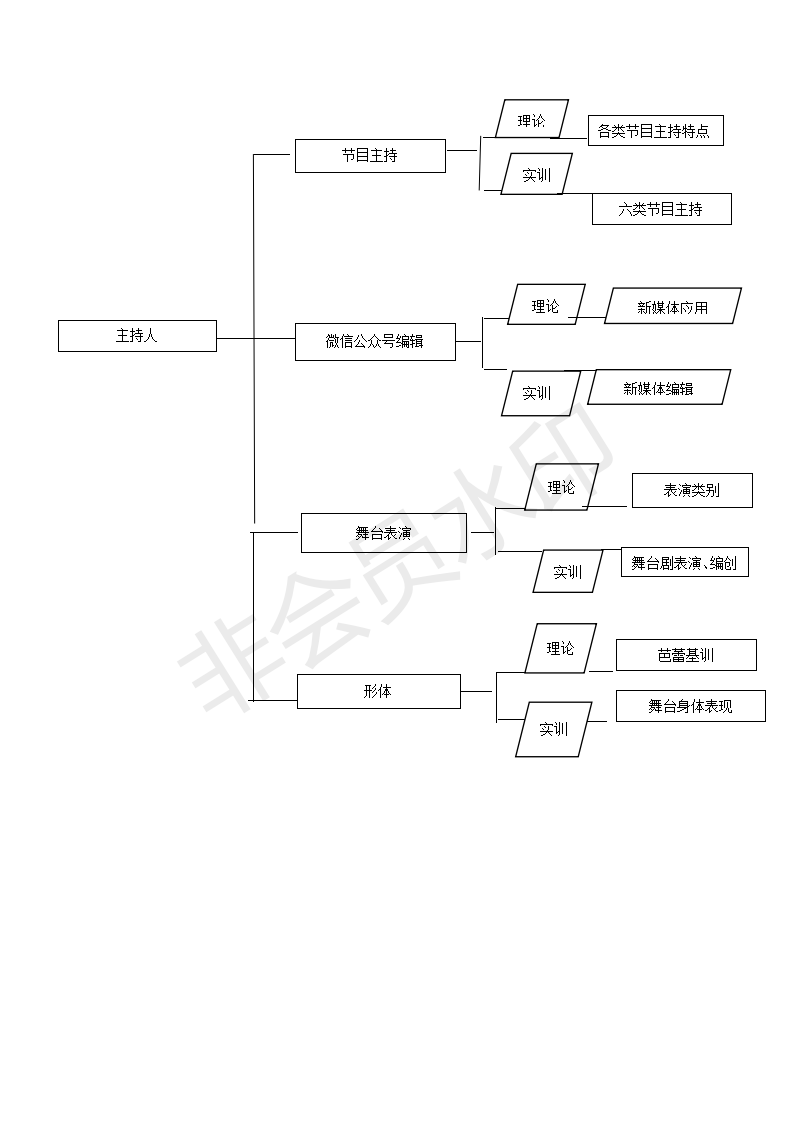 理论
各类节目主持特点
节目主持
实训
六类节目主持
理论
新媒体应用
主持人
微信公众号编辑
实训
新媒体编辑
理论
表演类别
舞台表演
实训
舞台剧表演、编创
理论
芭蕾基训
形体
舞台身体表现
实训
非会员水印